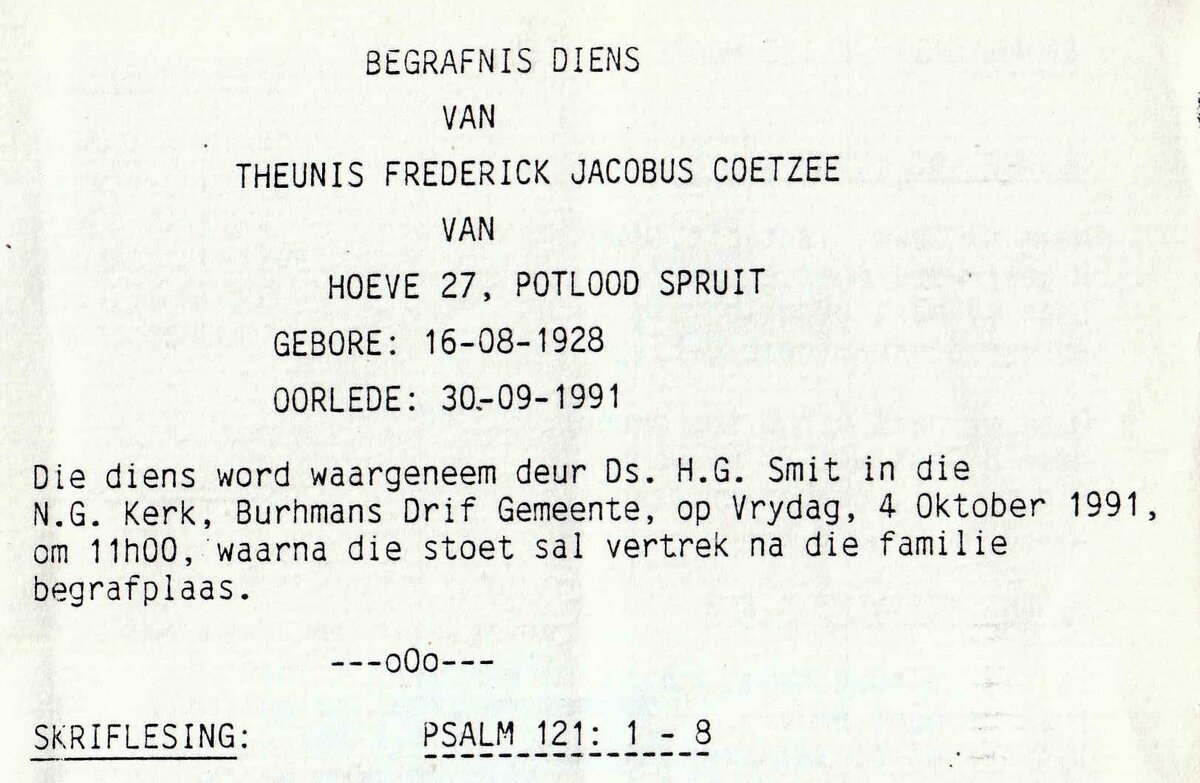 BEGRAFNIS DIENS
VAN
THEUNIS FREDERICK JACOBUS COETZEE
VAN
HOEVE 27, POTLOOD SPRUIT
GEBORE: 16-08-1928
OORLEDE: 30-09-1991
Die diens word waargeneem deur Ds. H.G. Smit in die
N.G. Kerk, Burhmans Drif Gemeente, op Vrydag, 4 Oktober 1991,
om 11h00, waarna die stoet sal vertrek na die familie
begrafplaas.
---oOo---
SKRIFLESING: PSALM 121: 1 - 8